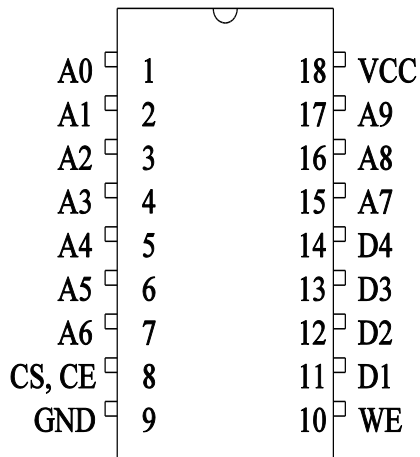 A0 1 18 VCC
A1 2 17 A9
A2 3 16 A8
A3 4 15 A7
A4 5 14 D4
A5 6 13 D3
A6 7 12 D2
CS, CE 8 11 D1
GND 9 10 WE